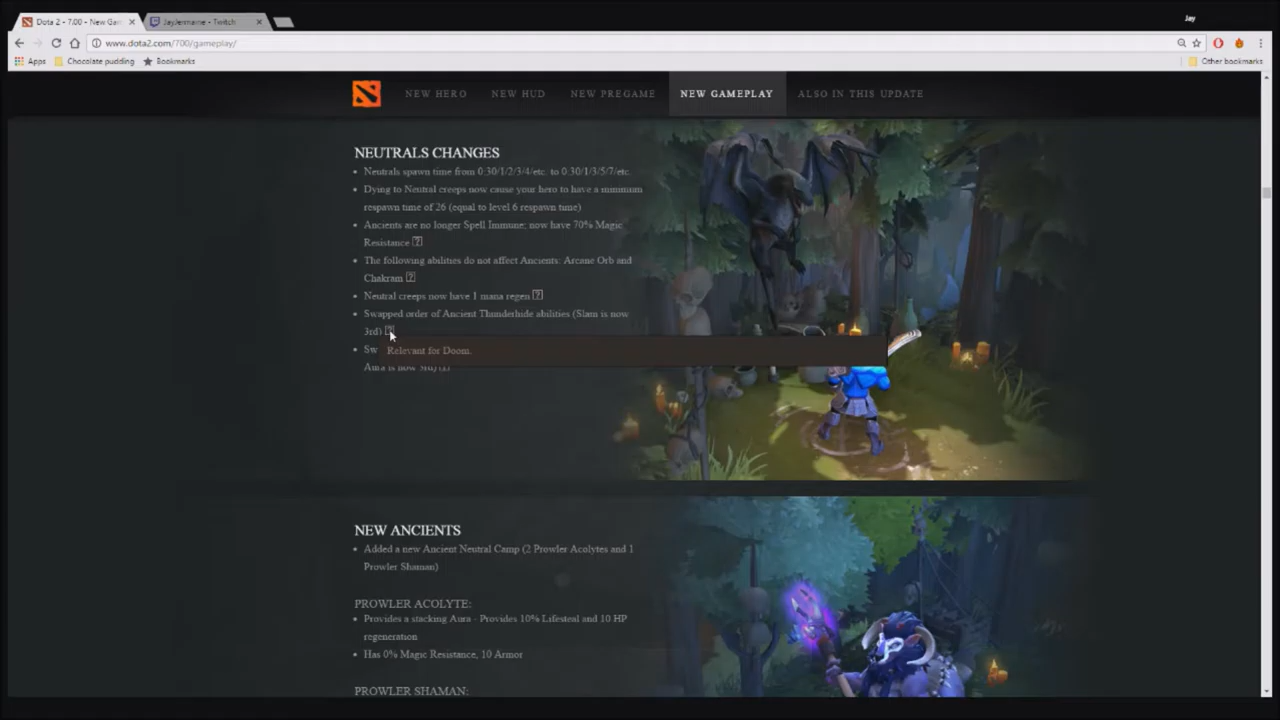 Jay
Dota 2 - 7.00 - New Gam
JayJermaine - Twitch
www.dota2.com/700/gameplay/
Apps
Chocolate pudding
Bookmarks
Other bookmarks
NEW HERO
NEW HUD
NEW PREGAME
NEW GAMEPLAY
ALSO IN THIS UPDATE
NEUTRALS CHANGES
Neutrals spawn time from 0:30/1/2/3/4/etc. to 0:30/1/3/5/7/etc.
Dying to Neutral creeps now cause your hero to have a minimum
respawn time of 26 (equal to level 6 respawn time)
Ancients are no longer Spell Immune; now have 70% Magic
Resistance [?]
The following abilities do not affect Ancients: Arcane Orb and
Chakram [?]
Neutral creeps now have 1 mana regen [?]
Swapped order of Ancient Thunderhide abilities (Slam is now
3rd) [?]
Sw
Relevant for Doom.
Aura is now
NEW ANCIENTS
Added a new Ancient Neutral Camp (2 Prowler Acolytes and 1
Prowler Shaman)
PROWLER ACOLYTE:
Provides a stacking Aura - Provides 10% Lifesteal and 10 HP
regeneration
Has 0% Magic Resistance, 10 Armor
PROWLER SHAMAN: